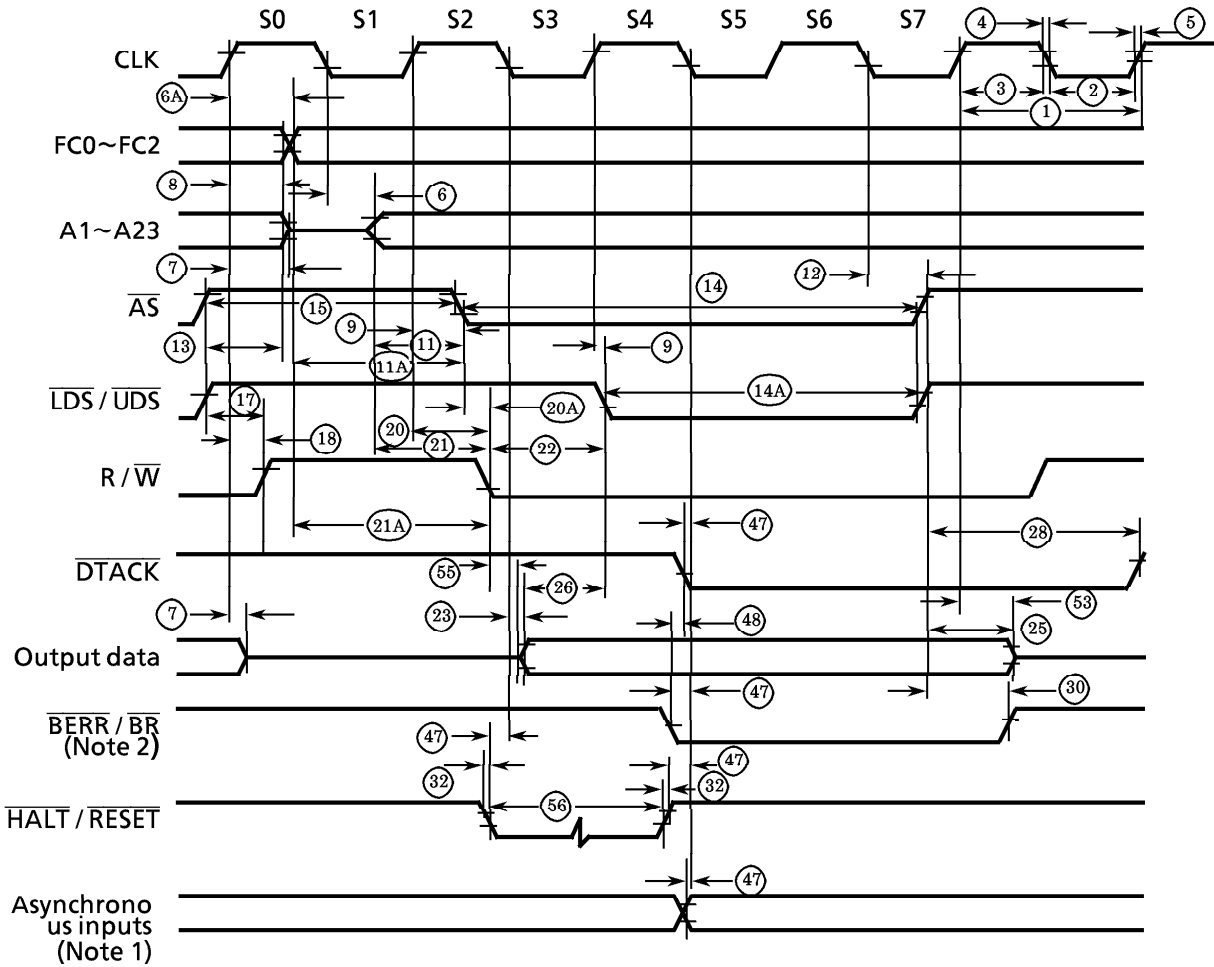 S0 S1 S2 S3 S4 S5 S6 S7
4 5
CLK
6A 3 2
1
FC0~FC2
8 6
A1~A23
7 12
AS 15 14
9
13 11 9
11A
LDS / UDS 17 20A 14A
20
18 21 22
R / W
21A 47 28
DTACK 55 26
53
7 23 48 25
Output data
47 30
BERR / BR
(Note 2) 47
47
32 32
HALT / RESET 56
47
Asynchrono
us inputs
(Note 1)